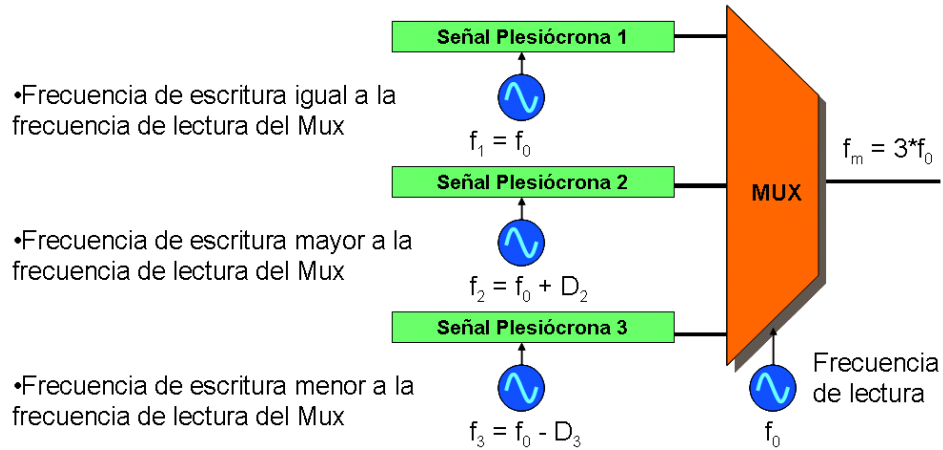 Señal Plesiócrona 1
•Frecuencia de escritura igual a la
frecuencia de lectura del Mux
f₁ = f₀
fₘ = 3*f₀
Señal Plesiócrona 2
MUX
•Frecuencia de escritura mayor a la
frecuencia de lectura del Mux
f₂ = f₀ + D₂
Señal Plesiócrona 3
•Frecuencia de escritura menor a la
frecuencia de lectura del Mux
f₃ = f₀ - D₃
Frecuencia
de lectura
f₀